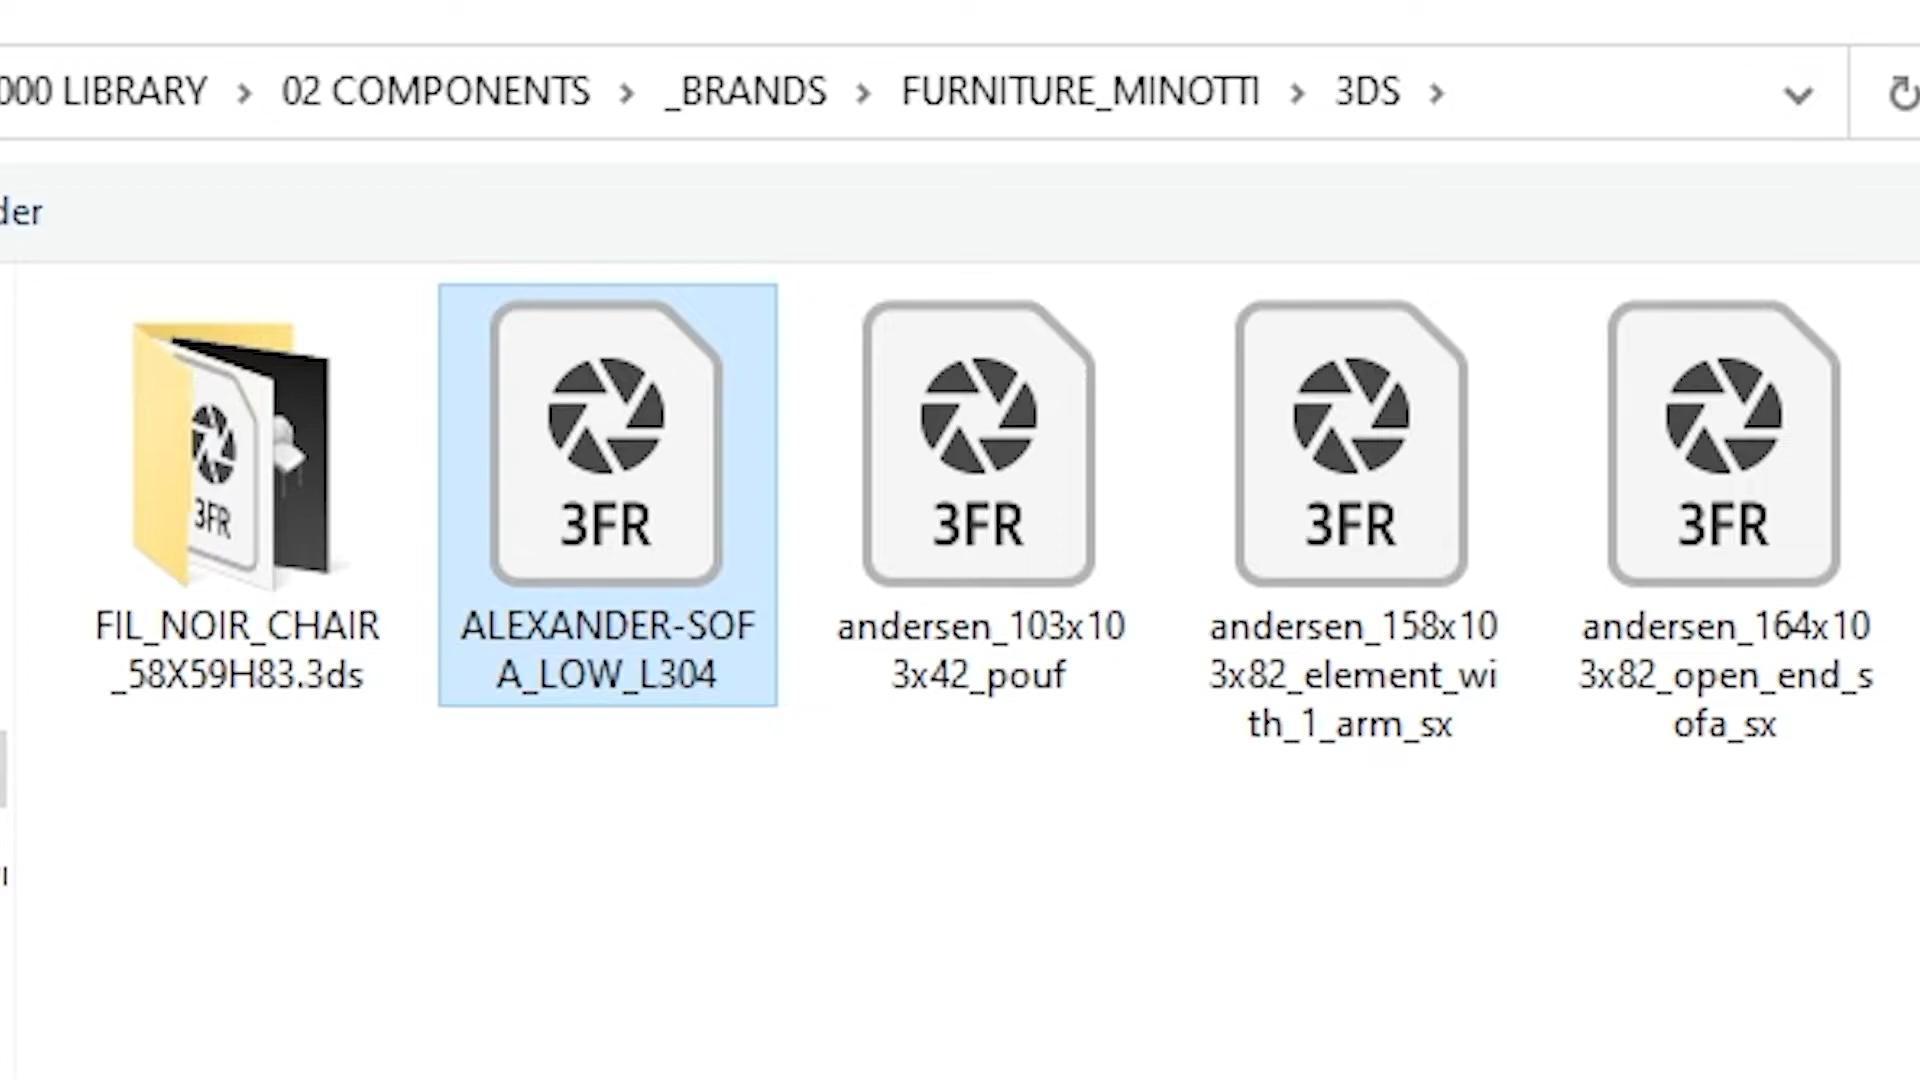 000 LIBRARY > 02 COMPONENTS > _BRANDS > FURNITURE_MINOTTI > 3DS >
der
3FR
3FR
3FR
3FR
3FR
FIL_NOIR_CHAIR
_58X59H83.3ds
ALEXANDER-SOF
A_LOW_L304
andersen_103x10
3x42_pouf
andersen_158x10
3x82_element_wi
th_1_arm_sx
andersen_164x10
3x82_open_end_s
ofa_sx